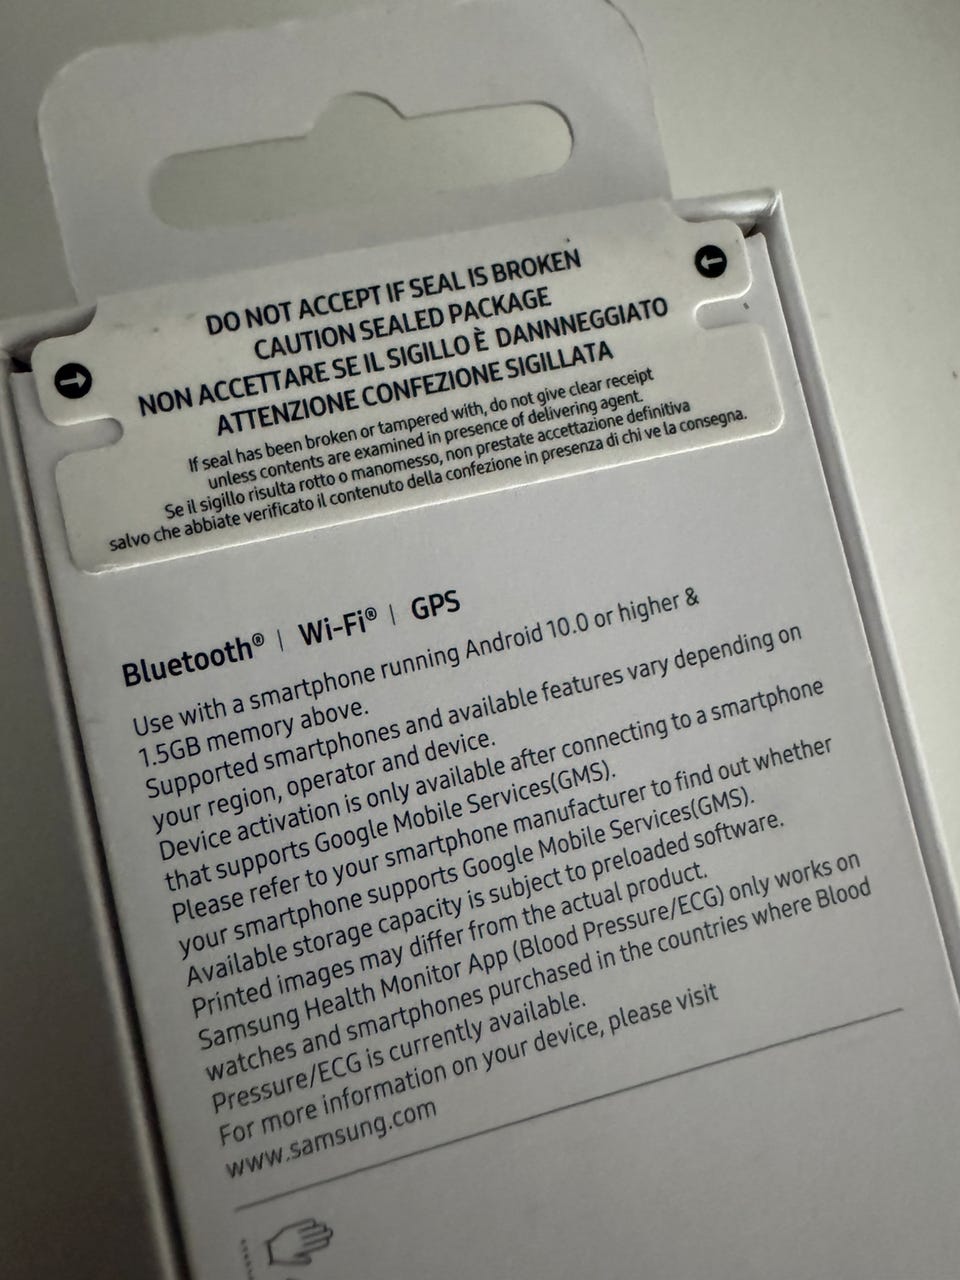 DO NOT ACCEPT IF SEAL IS BROKEN
CAUTION SEALED PACKAGE
NON ACCETTARE SE IL SIGILLO È DANNNEGGIATO
ATTENZIONE CONFEZIONE SIGILLATA
If seal has been broken or tampered with, do not give clear receipt
unless contents are examined in presence of delivering agent.
Se il sigillo risulta rotto o manomesso, non prestate accettazione definitiva
salvo che abbiate verificato il contenuto della confezione in presenza di chi ve la consegna.
Bluetooth® | Wi-Fi® | GPS
Use with a smartphone running Android 10.0 or higher &
1.5GB memory above.
Supported smartphones and available features vary depending on
your region, operator and device.
Device activation is only available after connecting to a smartphone
that supports Google Mobile Services(GMS).
Please refer to your smartphone manufacturer to find out whether
your smartphone supports Google Mobile Services(GMS).
Available storage capacity is subject to preloaded software.
Printed images may differ from the actual product.
Samsung Health Monitor App (Blood Pressure/ECG) only works on
watches and smartphones purchased in the countries where Blood
Pressure/ECG is currently available.
For more information on your device, please visit
www.samsung.com